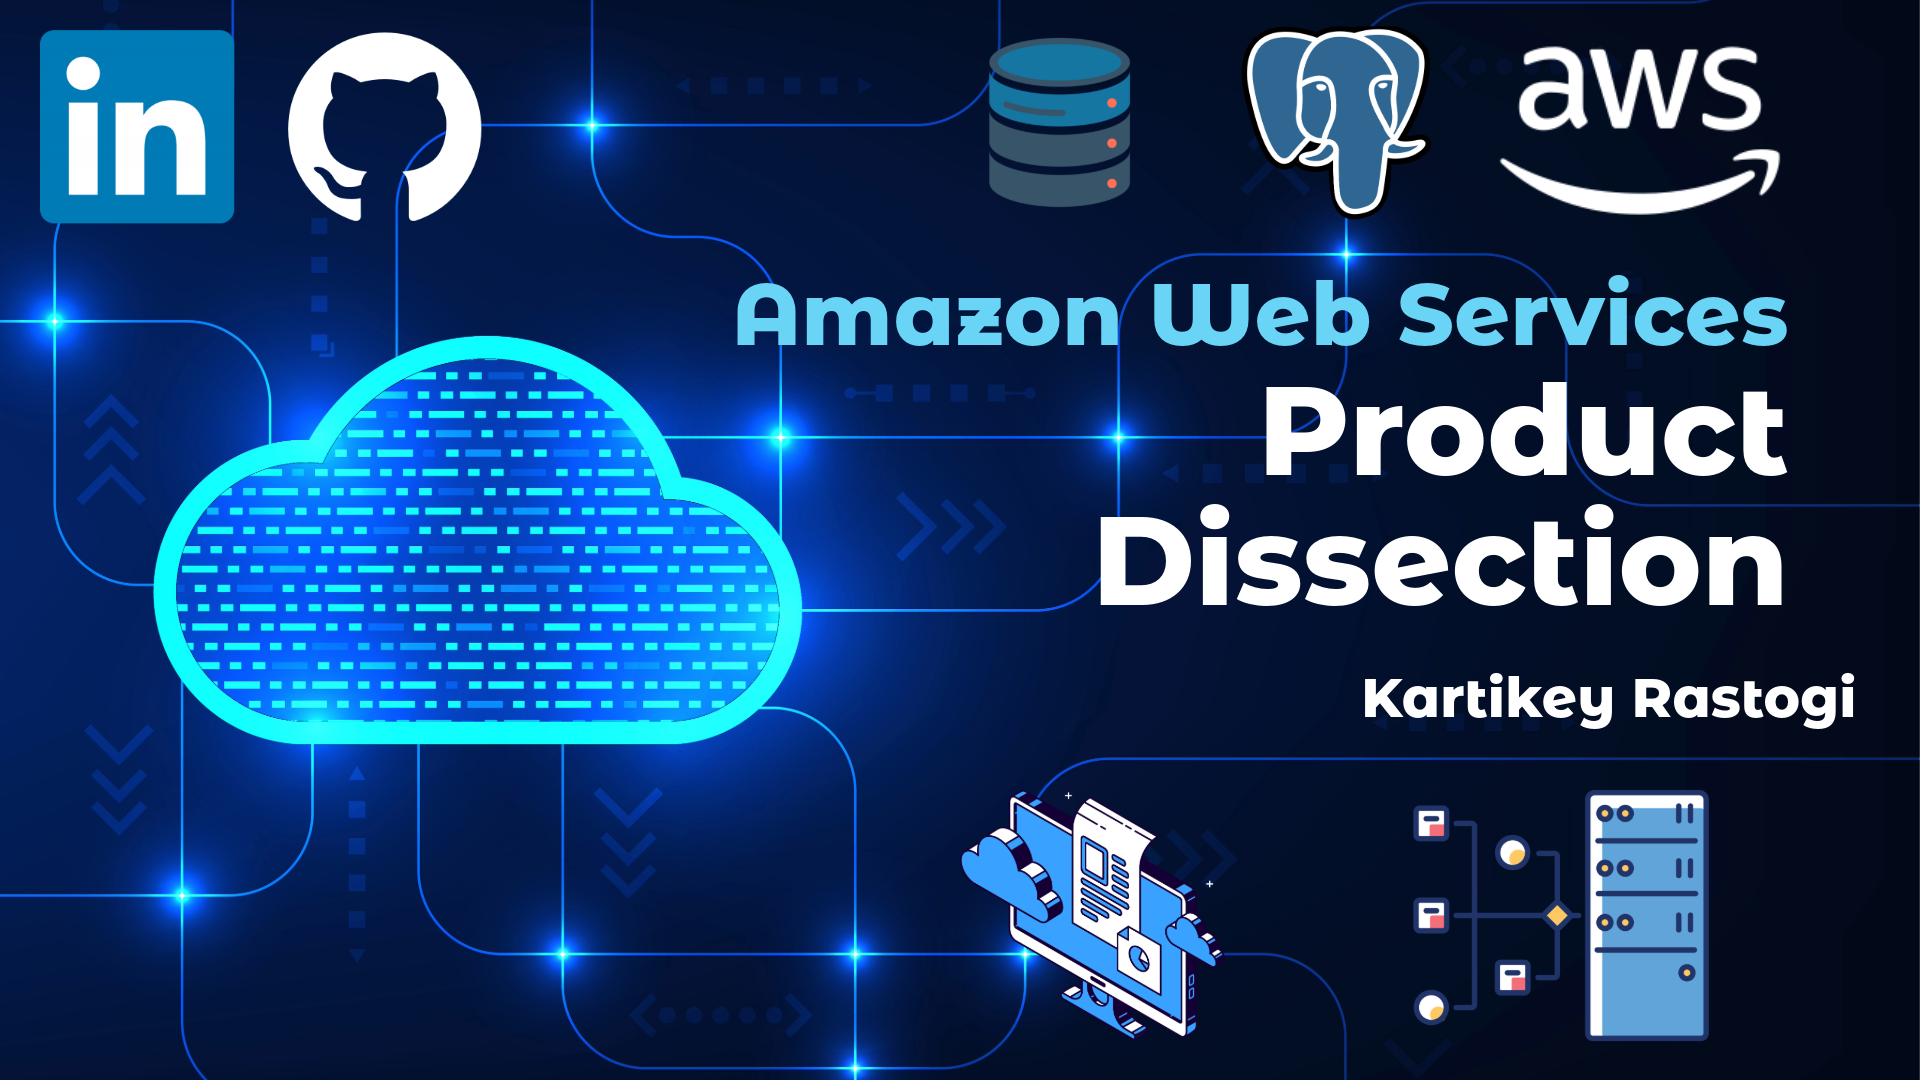 in
aws
Amazon Web Services
Product
Dissection
Kartikey Rastogi